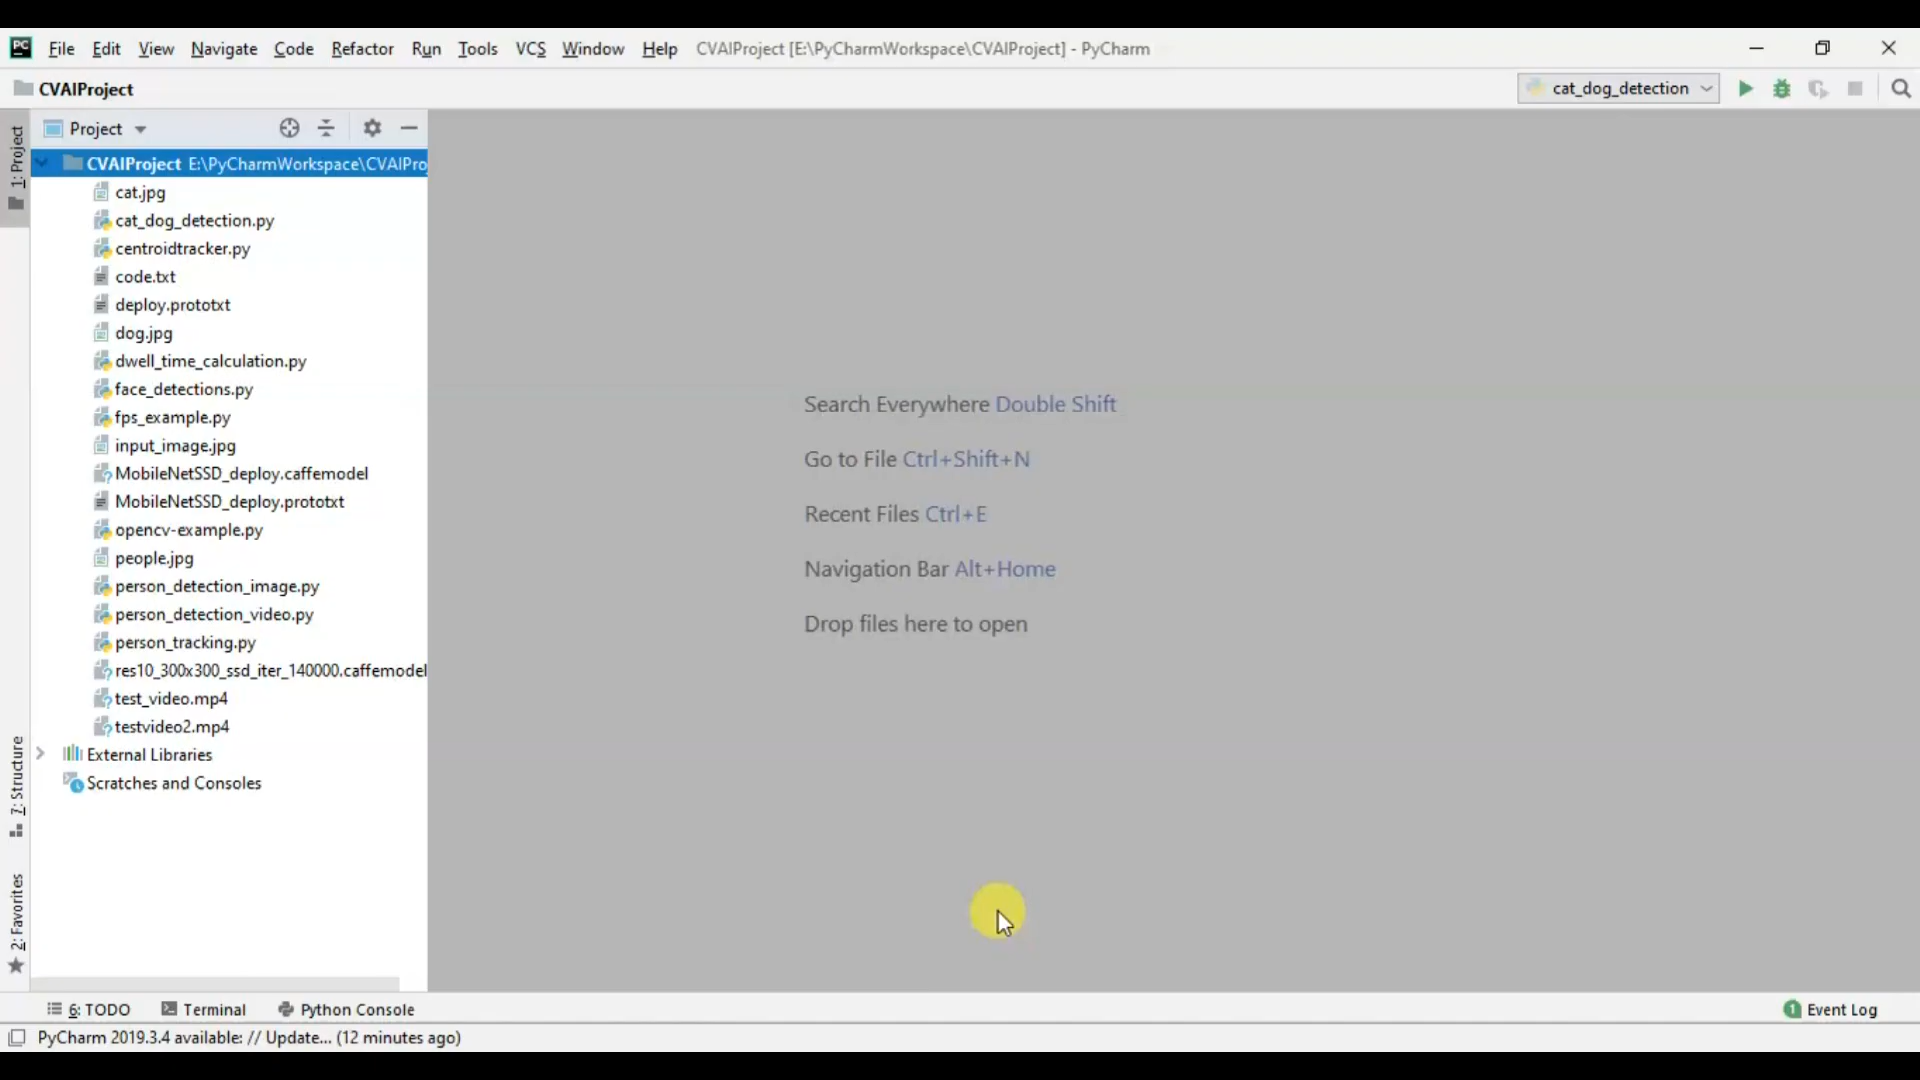 PC File Edit View Navigate Code Refactor Run Tools VCS Window Help CVAIProject [E:\PyCharmWorkspace\CVAIProject] - PyCharm
CVAIProject
cat_dog_detection
1: Project
Project
CVAIProject E:\PyCharmWorkspace\CVAIPro
cat.jpg
cat_dog_detection.py
centroidtracker.py
code.txt
deploy.prototxt
dog.jpg
dwell_time_calculation.py
face_detections.py
fps_example.py
input_image.jpg
MobileNetSSD_deploy.caffemodel
MobileNetSSD_deploy.prototxt
opencv-example.py
people.jpg
person_detection_image.py
person_detection_video.py
person_tracking.py
res10_300x300_ssd_iter_140000.caffemodel
test_video.mp4
testvideo2.mp4
External Libraries
Scratches and Consoles
7: Structure
2: Favorites
Search Everywhere Double Shift
Go to File Ctrl+Shift+N
Recent Files Ctrl+E
Navigation Bar Alt+Home
Drop files here to open
6: TODO Terminal Python Console
1 Event Log
PyCharm 2019.3.4 available: // Update... (12 minutes ago)